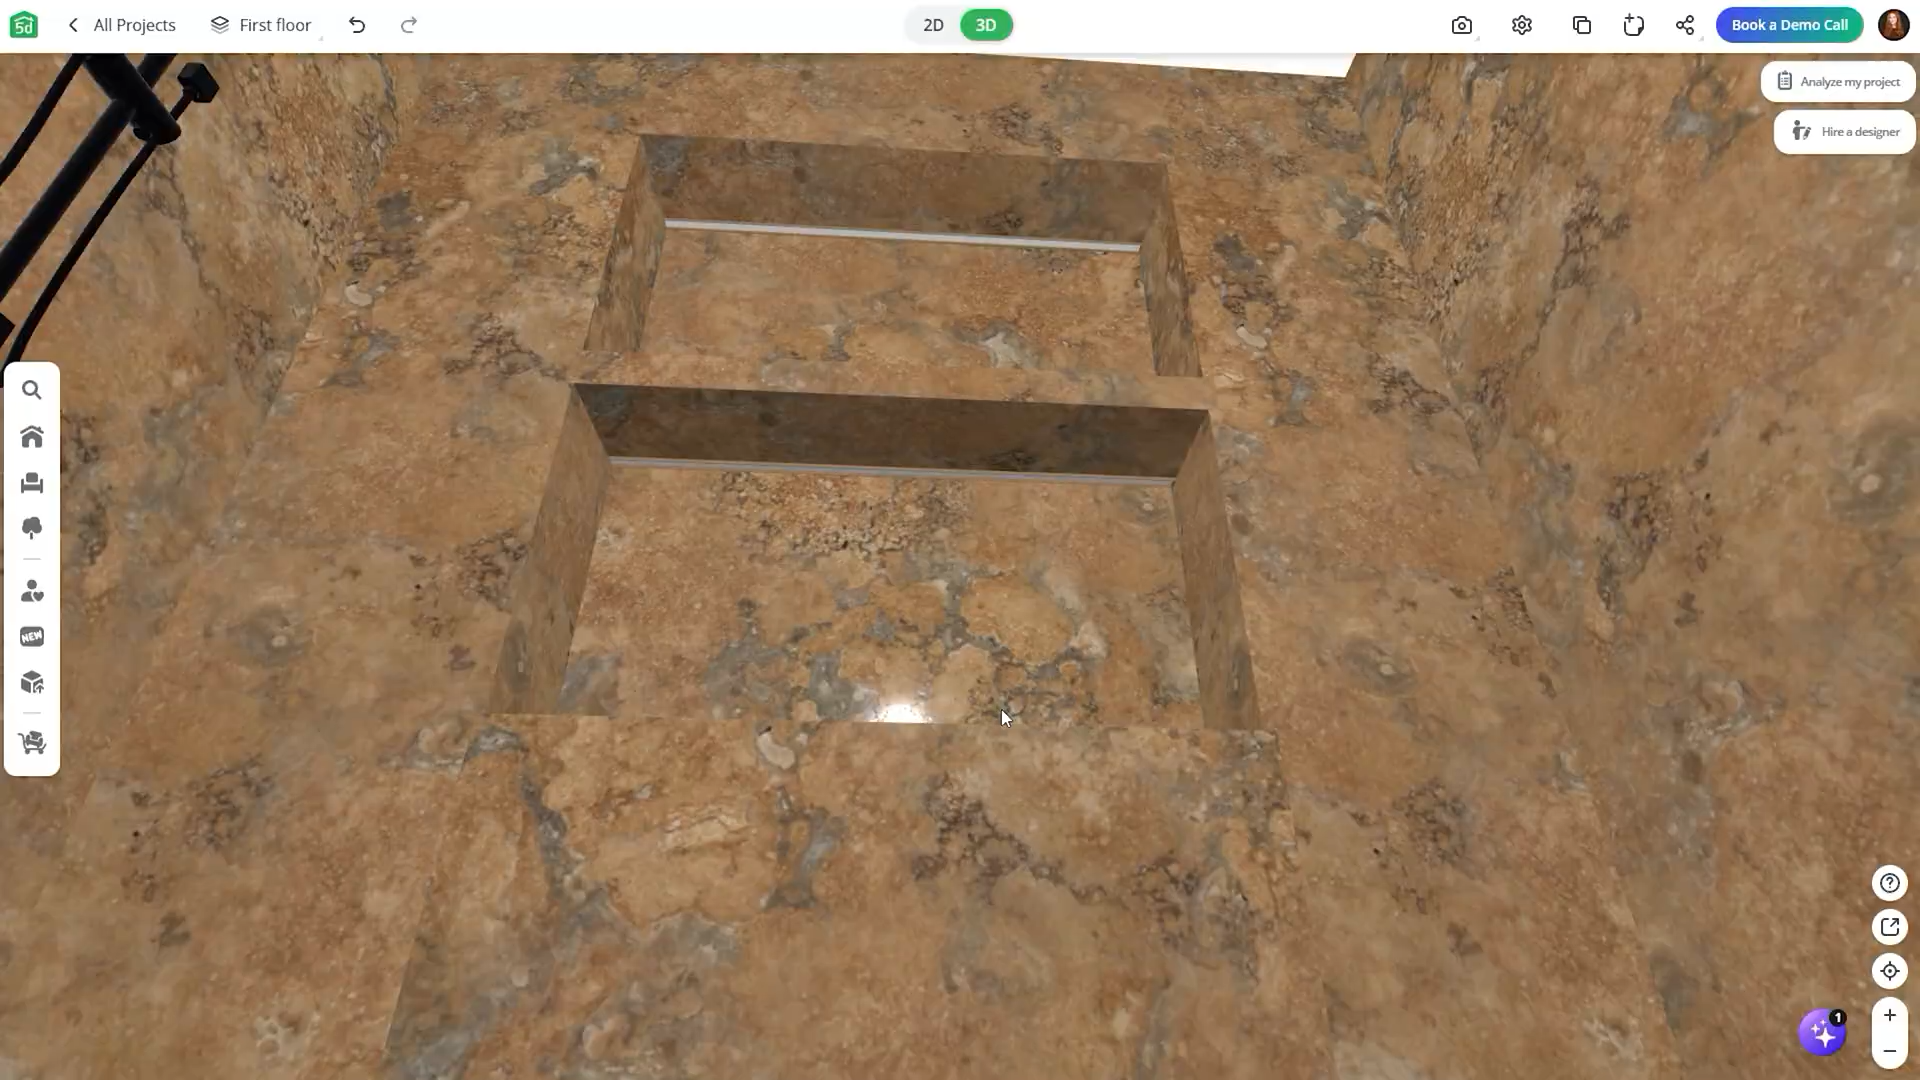 5d
All Projects
First floor
2D
3D
Book a Demo Call
Analyze my project
Hire a designer
NEW
1